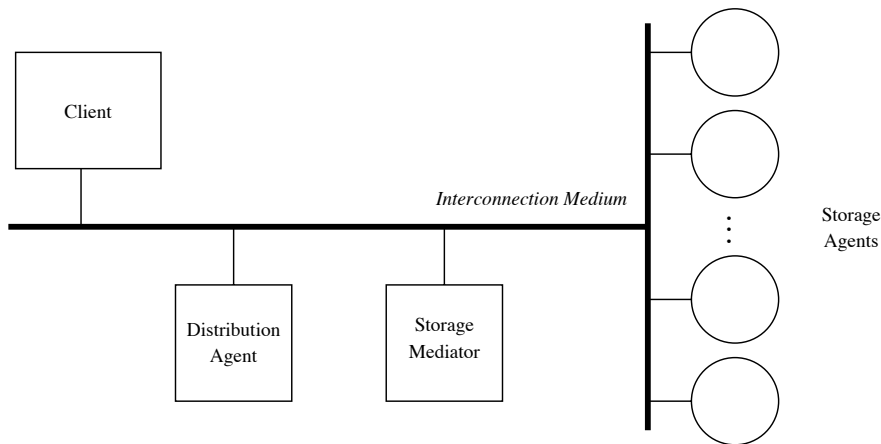 Client
Interconnection Medium
Storage
Agents
Distribution
Agent
Storage
Mediator